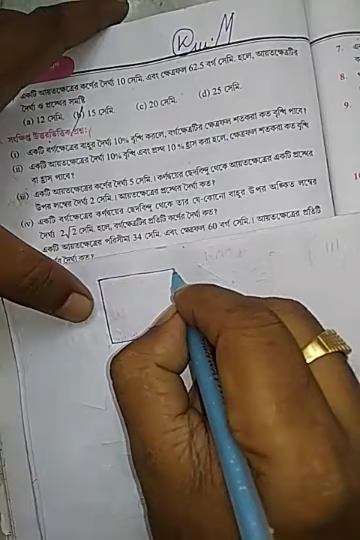 একটি আয়তক্ষেত্রের কর্ণের দৈর্ঘ্য 10 সেমি. এবং ক্ষেত্রফল 62.5 বর্গ সেমি. হলে, আয়তক্ষেত্রটির
দৈর্ঘ্য ও প্রস্থের সমষ্টি
(a) 12 সেমি. (b) 15 সেমি. (c) 20 সেমি. (d) 25 সেমি.
সংক্ষিপ্ত উত্তরভিত্তিক প্রশ্ন:
(i) একটি বর্গক্ষেত্রের বাহুর দৈর্ঘ্য 10% বৃদ্ধি করলে, বর্গক্ষেত্রটির ক্ষেত্রফল শতকরা কত বৃদ্ধি পাবে?
(ii) একটি আয়তক্ষেত্রের দৈর্ঘ্য 10% বৃদ্ধি এবং প্রস্থ 10% হ্রাস করা হলে, ক্ষেত্রফল শতকরা কত বৃদ্ধি
বা হ্রাস পাবে?
(iii) একটি আয়তক্ষেত্রের কর্ণের দৈর্ঘ্য 5 সেমি.। কর্ণদ্বয়ের ছেদবিন্দু থেকে আয়তক্ষেত্রের একটি প্রস্থের
উপর লম্বের দৈর্ঘ্য 2 সেমি.। আয়তক্ষেত্রের প্রস্থের দৈর্ঘ্য কত?
(iv) একটি বর্গক্ষেত্রের কর্ণদ্বয়ের ছেদবিন্দু থেকে তার যে-কোনো বাহুর উপর অঙ্কিত লম্বের
দৈর্ঘ্য 2√2 সেমি. হলে, বর্গক্ষেত্রটির প্রতিটি কর্ণের দৈর্ঘ্য কত?
একটি আয়তক্ষেত্রের পরিসীমা 34 সেমি. এবং ক্ষেত্রফল 60 বর্গ সেমি.। আয়তক্ষেত্রের প্রতিটি
দৈর্ঘ্য কত?
7.
8.
9.
10